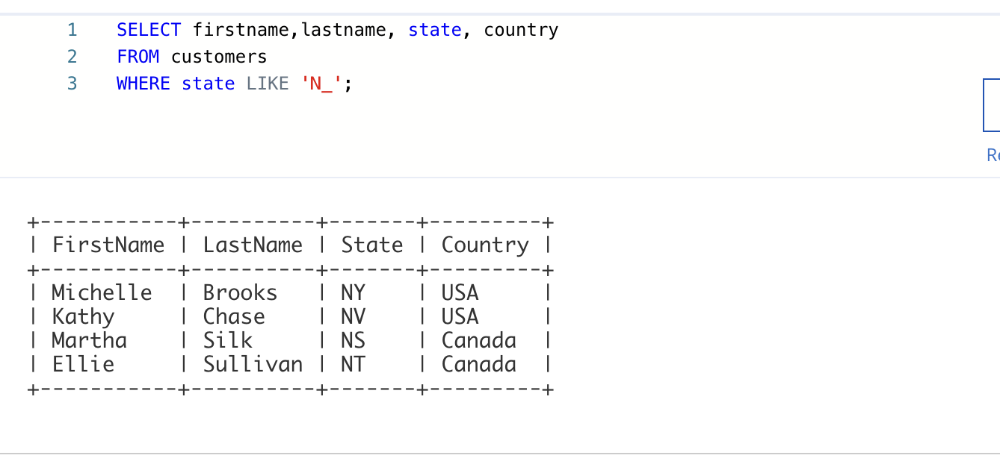 1 SELECT firstname,lastname, state, country
2 FROM customers
3 WHERE state LIKE 'N_';
+-----------+----------+-------+---------+
| FirstName | LastName | State | Country |
+-----------+----------+-------+---------+
| Michelle  | Brooks   | NY    | USA     |
| Kathy     | Chase    | NV    | USA     |
| Martha    | Silk     | NS    | Canada  |
| Ellie     | Sullivan | NT    | Canada  |
+-----------+----------+-------+---------+